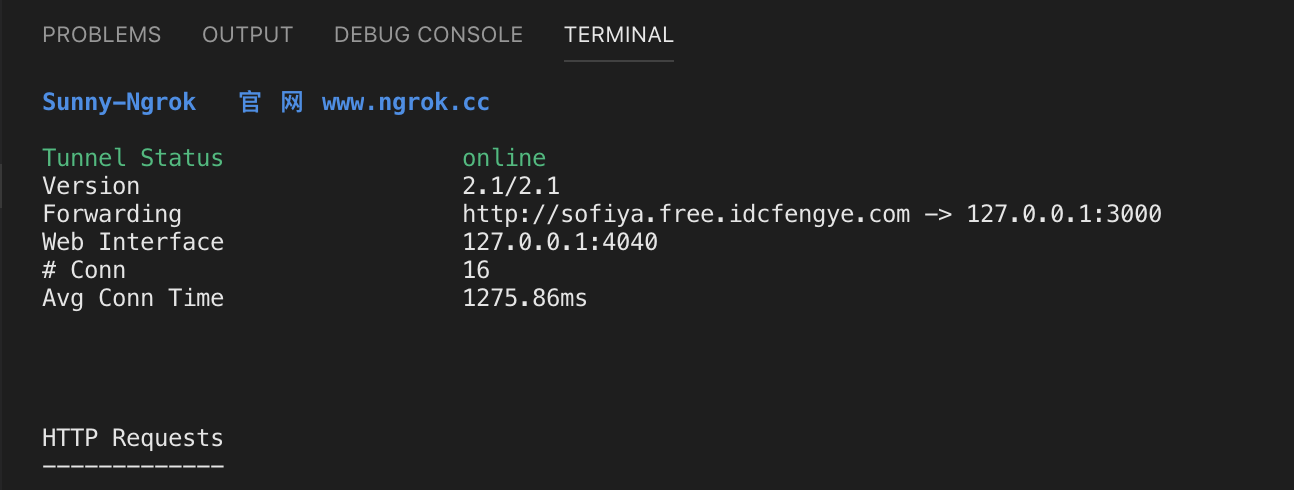 PROBLEMS OUTPUT DEBUG CONSOLE TERMINAL
Sunny-Ngrok 官 网 www.ngrok.cc
Tunnel Status online
Version 2.1/2.1
Forwarding http://sofiya.free.idcfengye.com -> 127.0.0.1:3000
Web Interface 127.0.0.1:4040
# Conn 16
Avg Conn Time 1275.86ms
HTTP Requests
-------------